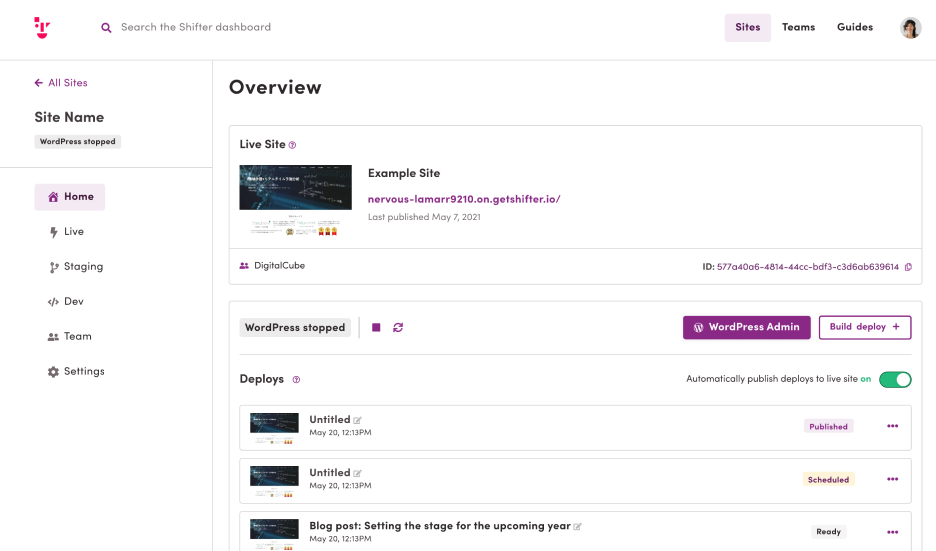 Search the Shifter dashboard
Sites
Teams
Guides
All Sites
Site Name
WordPress stopped
Home
Live
Staging
Dev
Team
Settings
Overview
Live Site
Example Site
nervous-lamarr9210.on.getshifter.io/
Last published May 7, 2021
DigitalCube
ID: 577a40a6-4814-44cc-bdf3-c3d6ab639614
WordPress stopped
WordPress Admin
Build deploy +
Deploys
Automatically publish deploys to live site on
Untitled
May 20, 12:13PM
Published
Untitled
May 20, 12:13PM
Scheduled
Blog post: Setting the stage for the upcoming year
May 20, 12:13PM
Ready